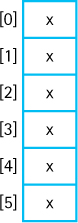 [0] x
[1] x
[2] x
[3] x
[4] x
[5] x